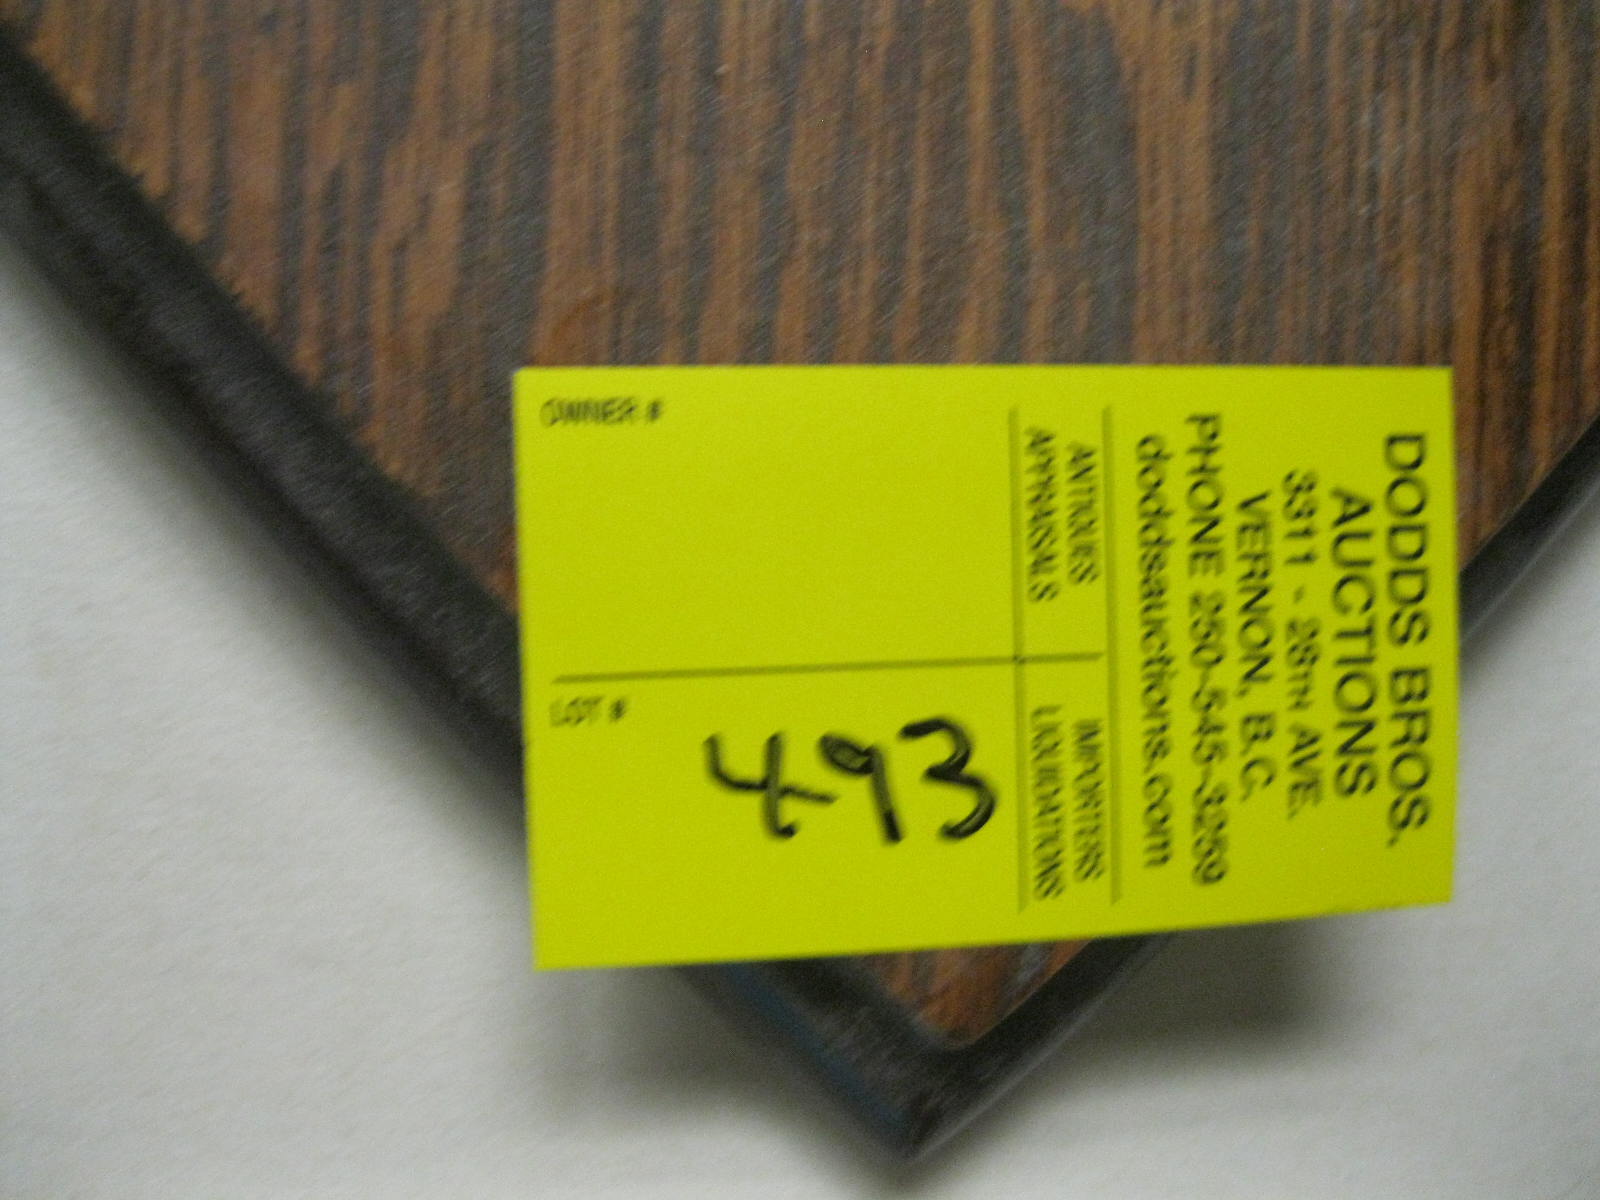 DODDS BROS.
AUCTIONS
3311 - 28TH AVE.
VERNON, B.C.
PHONE 250-545-3259
doddsauctions.com
ANTIQUES IMPORTERS
APPRAISALS LIQUIDATIONS
OWNER #
LOT #
493